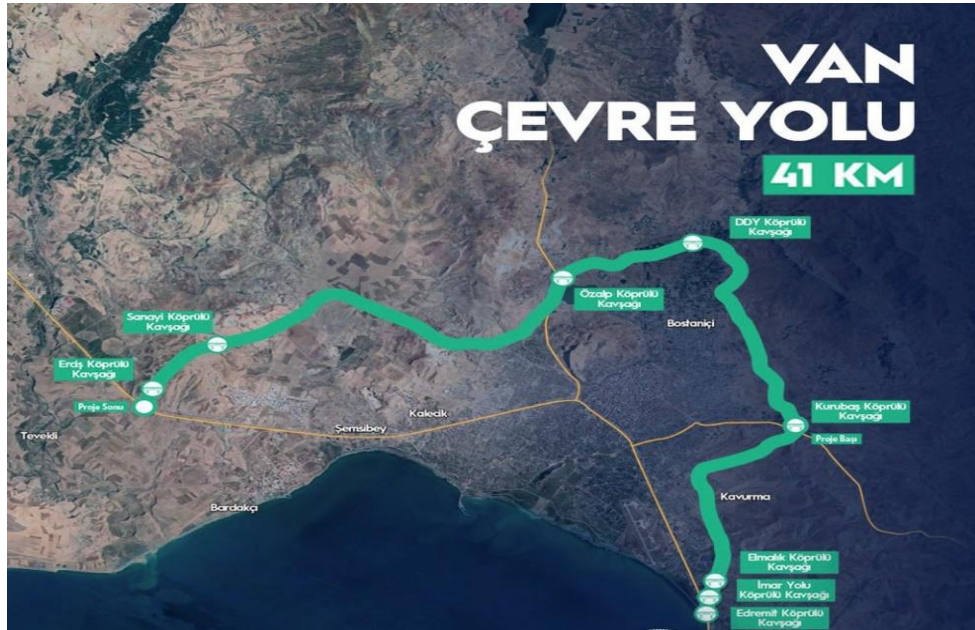 VAN
ÇEVRE YOLU
41 KM
DDY Köprülü
Kavşağı
Özalp Köprülü
Kavşağı
Bostaniçi
Sanayi Köprülü
Kavşağı
Erciş Köprülü
Kavşağı
Proje Sonu
Tevekli
Şemsibey
Kalecik
Kurubaş Köprülü
Kavşağı
Proje Başı
Bardakçı
Kavurma
Elmalık Köprülü
Kavşağı
İmar Yolu
Köprülü Kavşağı
Edremit Köprülü
Kavşağı